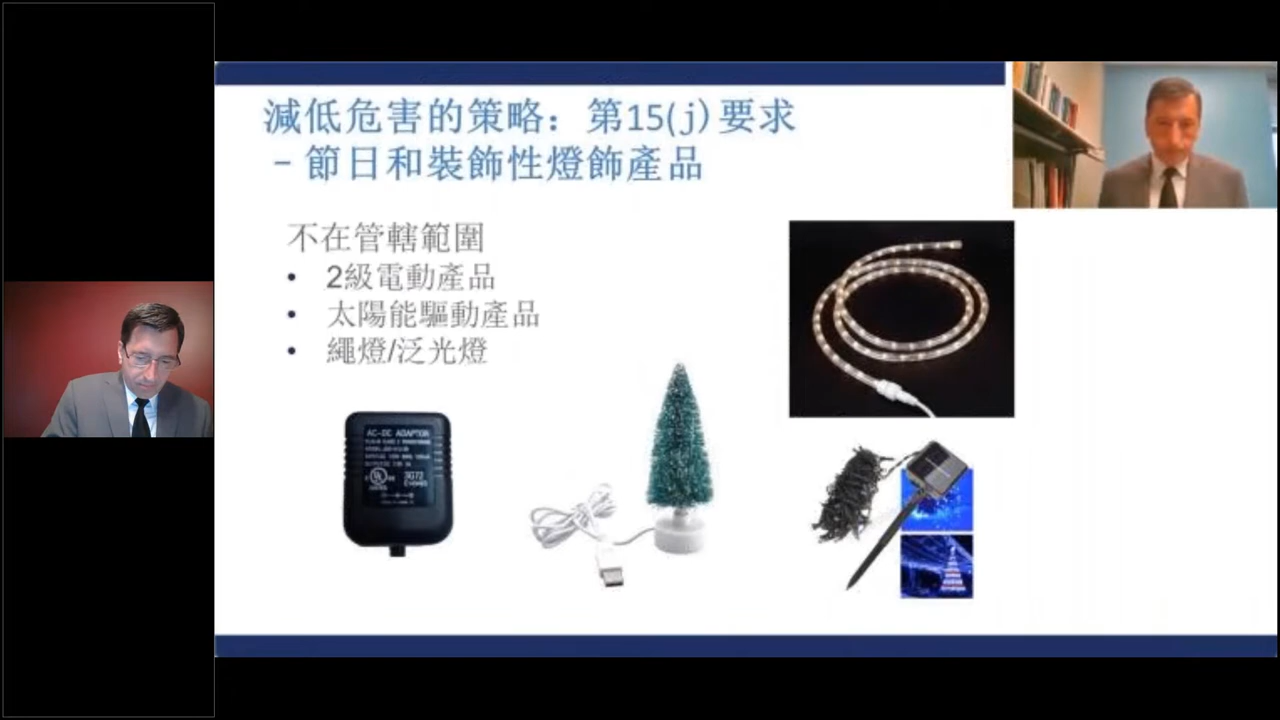 減低危害的策略：第15(j)要求
–節日和裝飾性燈飾產品
不在管轄範圍
• 2級電動產品
• 太陽能驅動產品
• 繩燈/泛光燈
AC-DC ADAPTOR